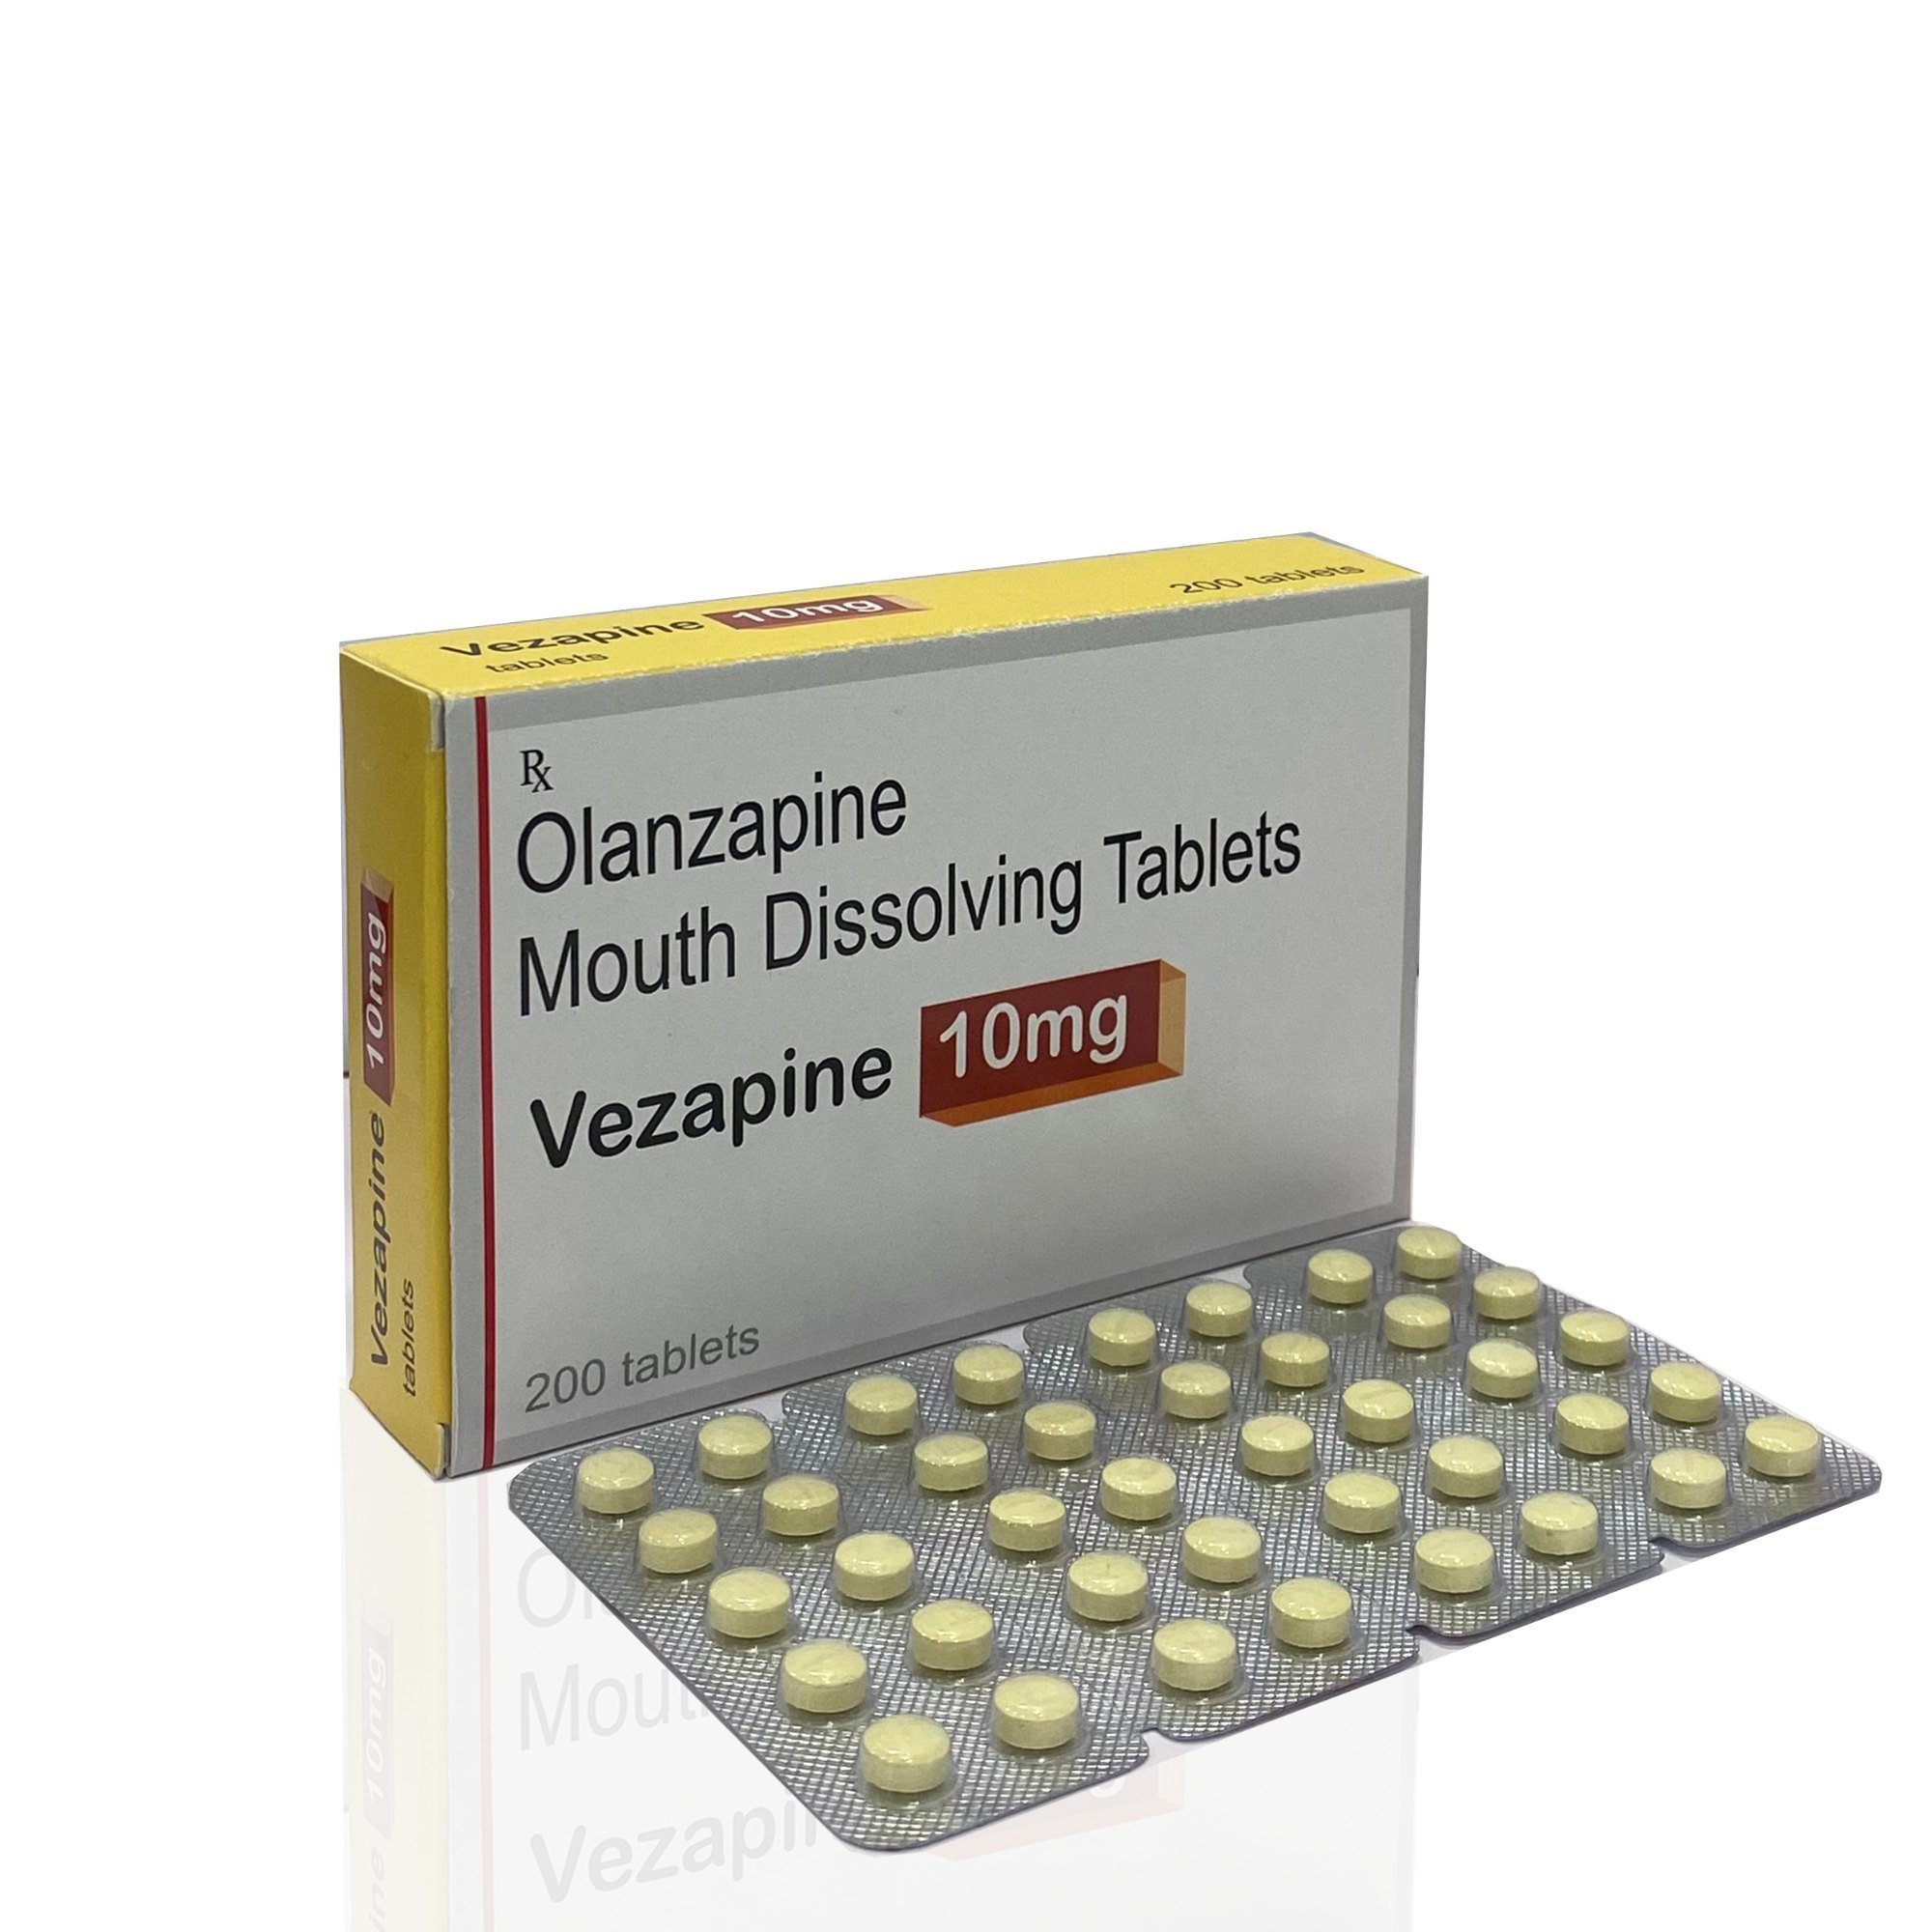 Vezapine 10mg
tablets
200 tablets
Vezapine 10mg
tablets
Rx
Olanzapine
Mouth Dissolving Tablets
Vezapine 10mg
200 tablets